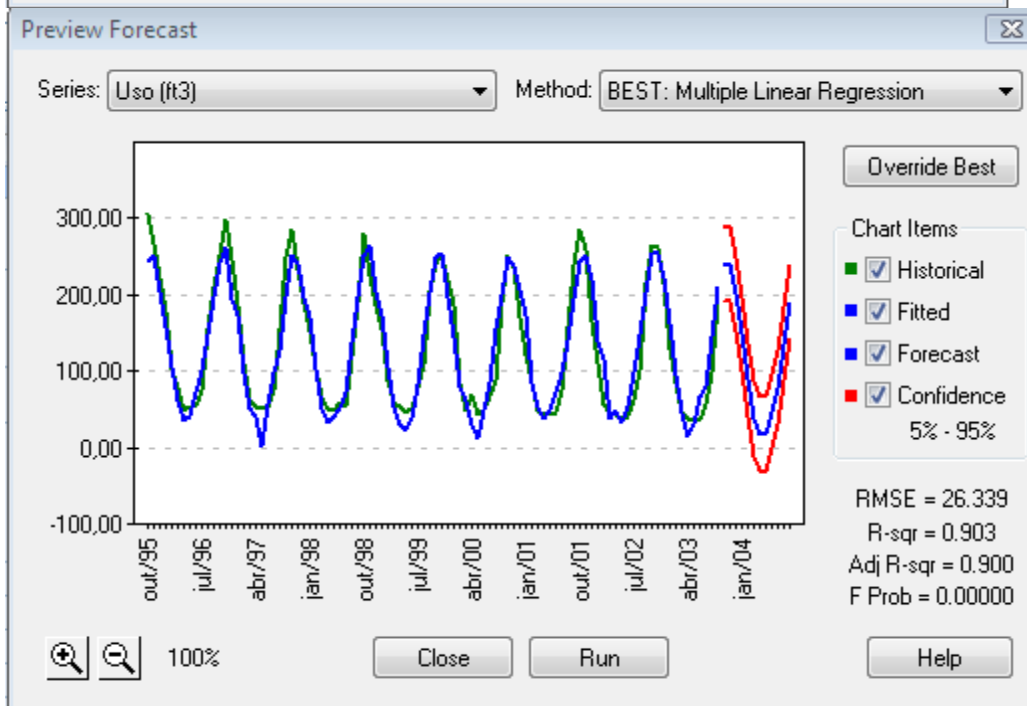 Preview Forecast
Series: Uso (ft3) Method: BEST: Multiple Linear Regression
Override Best
Chart Items
Historical
Fitted
Forecast
Confidence
5% - 95%
300,00
200,00
100,00
0,00
-100,00
out/95 jul/96 abr/97 jan/98 out/98 jul/99 abr/00 jan/01 out/01 jul/02 abr/03 jan/04
RMSE = 26.339
R-sqr = 0.903
Adj R-sqr = 0.900
F Prob = 0.00000
100% Close Run Help